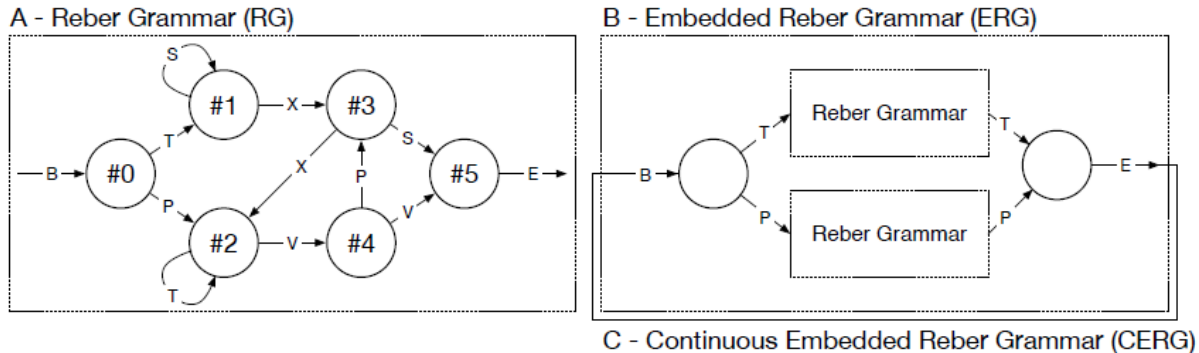 A - Reber Grammar (RG)
B - Embedded Reber Grammar (ERG)
S
#1
X
#3
T
S
B
#0
X
P
#5
E
P
V
#2
V
#4
T
Reber Grammar
T
T
B
E
P
P
Reber Grammar
C - Continuous Embedded Reber Grammar (CERG)